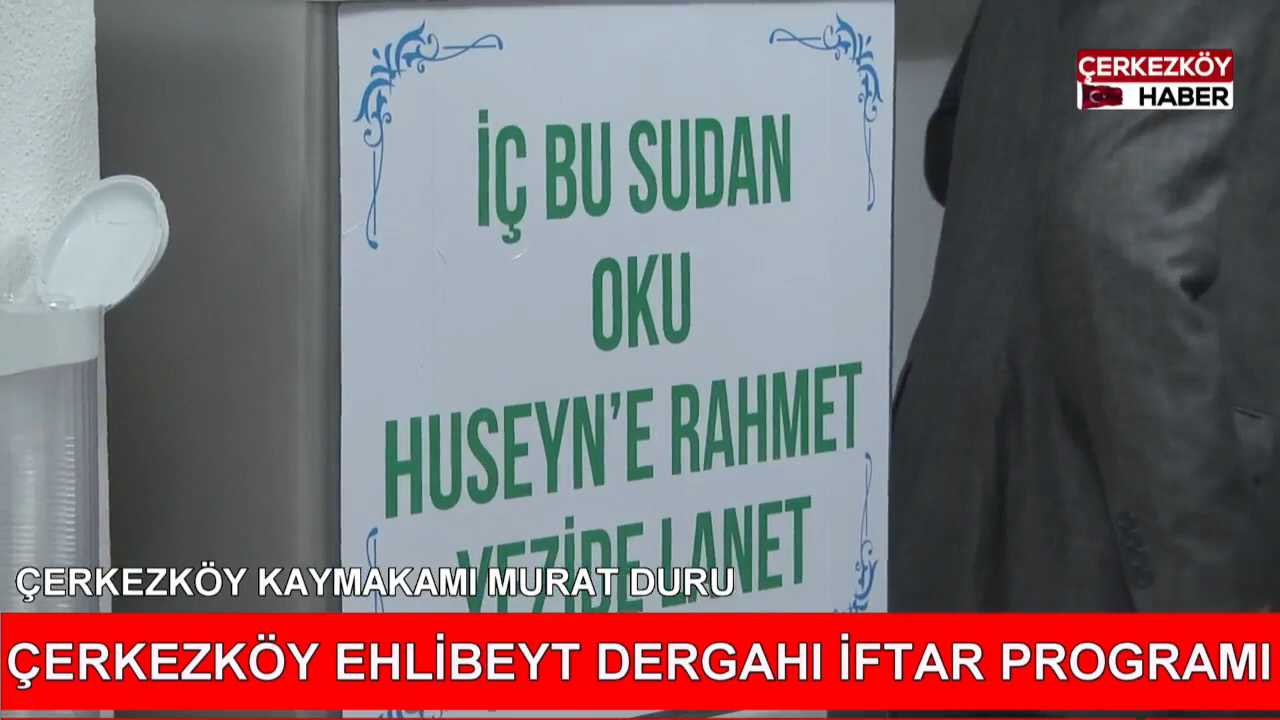 ÇERKEZKÖY
HABER
İÇ BU SUDAN
OKU
HUSEYN'E RAHMET
YEZİDE LANET
ÇERKEZKÖY KAYMAKAMI MURAT DURU
ÇERKEZKÖY EHLİBEYT DERGAHI İFTAR PROGRAMI